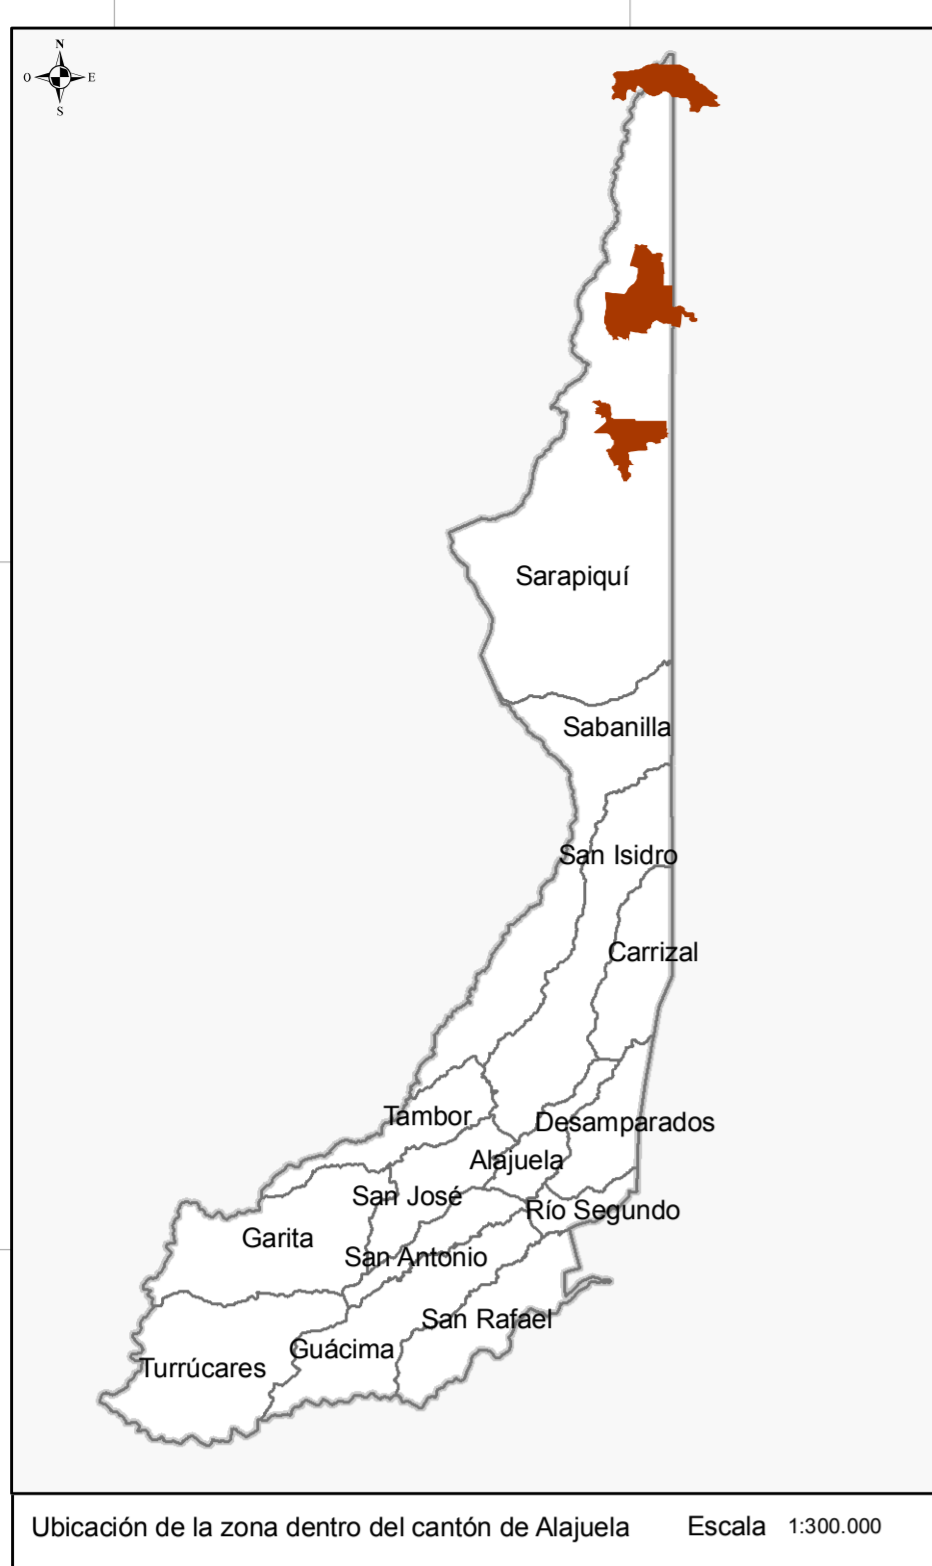 N
O E
S
Sarapiquí
Sabanilla
San Isidro
Carrizal
Tambor
Desamparados
Alajuela
San José
Río Segundo
Garita
San Antonio
San Rafael
Guácima
Turrúcares
Ubicación de la zona dentro del cantón de Alajuela Escala 1:300.000